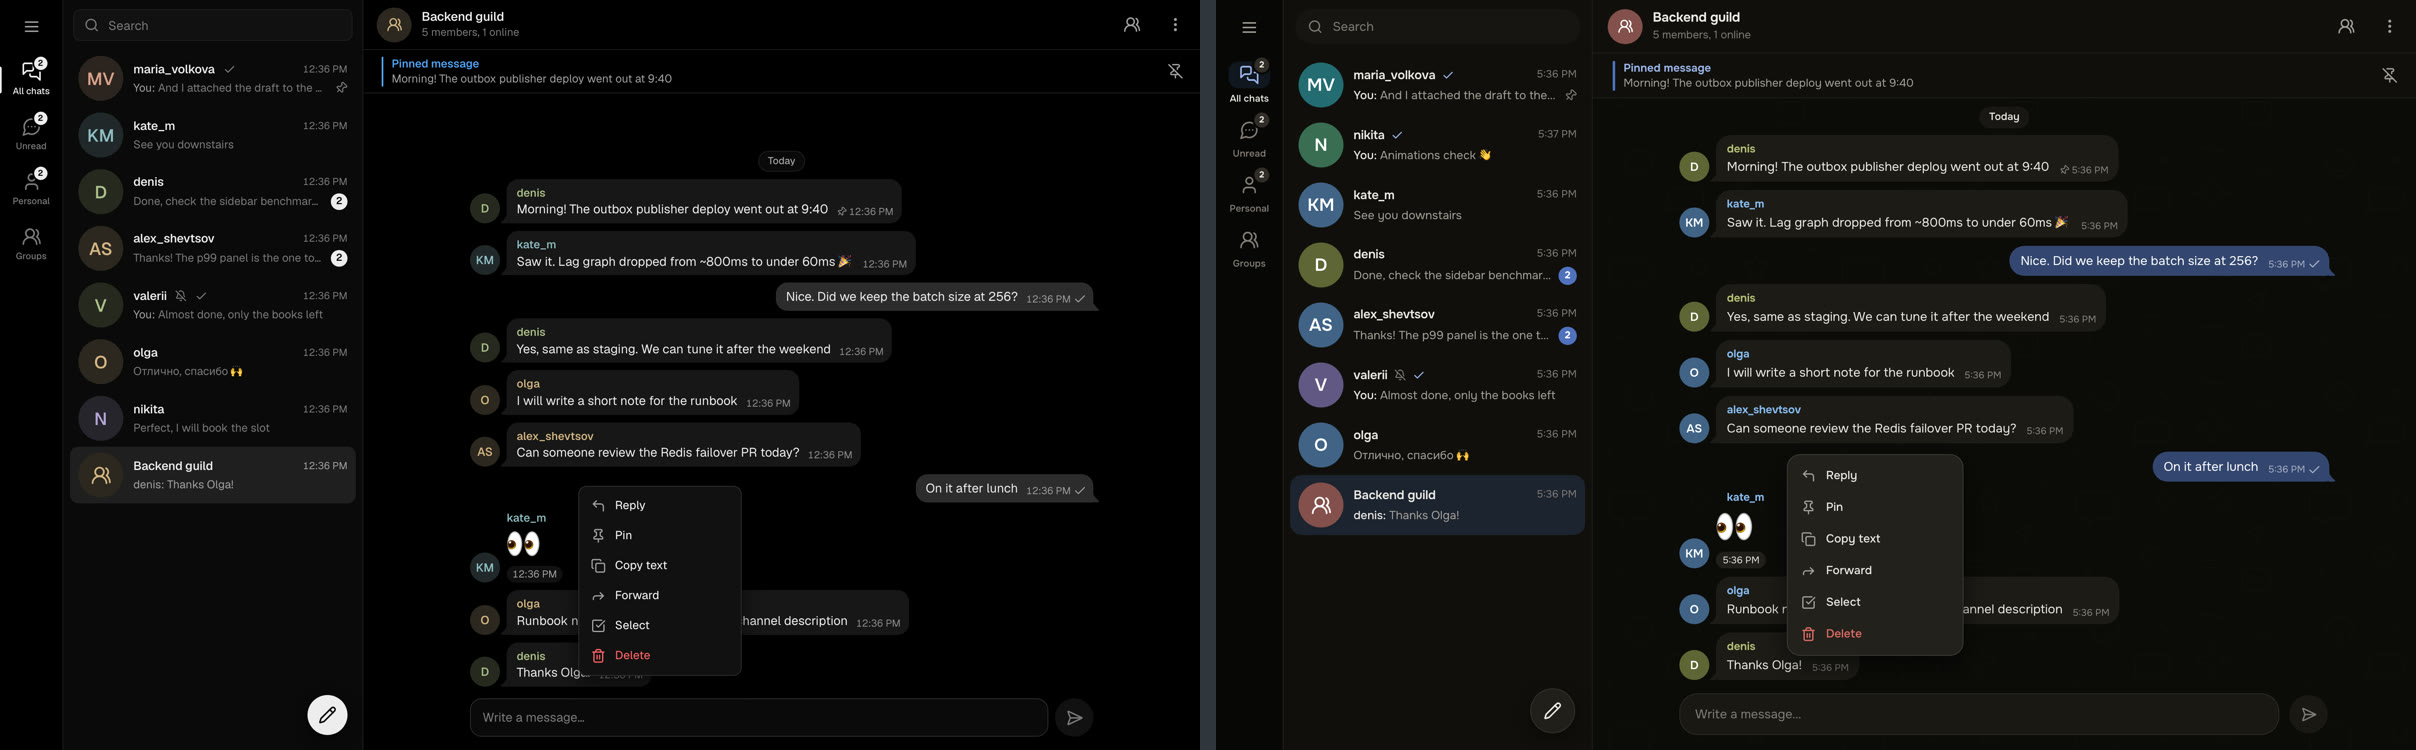 Search
All chats
2
Unread
2
Personal
2
Groups
MV
maria_volkova
12:36 PM
You: And I attached the draft to the ...
KM
kate_m
12:36 PM
See you downstairs
D
denis
12:36 PM
Done, check the sidebar benchmar...
2
AS
alex_shevtsov
12:36 PM
Thanks! The p99 panel is the one to...
2
V
valerii
12:36 PM
You: Almost done, only the books left
O
olga
12:36 PM
Отлично, спасибо 🙌
N
nikita
12:36 PM
Perfect, I will book the slot
Backend guild
12:36 PM
denis: Thanks Olga!
Backend guild
5 members, 1 online
Pinned message
Morning! The outbox publisher deploy went out at 9:40
Today
denis
D
Morning! The outbox publisher deploy went out at 9:40
12:36 PM
kate_m
KM
Saw it. Lag graph dropped from ~800ms to under 60ms 🎉
12:36 PM
Nice. Did we keep the batch size at 256?
12:36 PM
denis
D
Yes, same as staging. We can tune it after the weekend
12:36 PM
olga
O
I will write a short note for the runbook
12:36 PM
alex_shevtsov
AS
Can someone review the Redis failover PR today?
12:36 PM
On it after lunch
12:36 PM
kate_m
👀
KM
12:36 PM
Reply
Pin
Copy text
Forward
Select
Delete
olga
O
Runbook
hannel description
12:36 PM
denis
D
Thanks Olga!
12:36 PM
Write a message...
Search
All chats
2
Unread
2
Personal
2
Groups
MV
maria_volkova
5:36 PM
You: And I attached the draft to the...
N
nikita
5:37 PM
You: Animations check 👋
KM
kate_m
5:36 PM
See you downstairs
D
denis
5:36 PM
Done, check the sidebar benchmar...
2
AS
alex_shevtsov
5:36 PM
Thanks! The p99 panel is the one t...
2
V
valerii
5:36 PM
You: Almost done, only the books left
O
olga
5:36 PM
Отлично, спасибо 🙌
Backend guild
5:36 PM
denis: Thanks Olga!
Backend guild
5 members, 1 online
Pinned message
Morning! The outbox publisher deploy went out at 9:40
Today
denis
D
Morning! The outbox publisher deploy went out at 9:40
5:36 PM
kate_m
KM
Saw it. Lag graph dropped from ~800ms to under 60ms 🎉
5:36 PM
Nice. Did we keep the batch size at 256?
5:36 PM
denis
D
Yes, same as staging. We can tune it after the weekend
5:36 PM
olga
O
I will write a short note for the runbook
5:36 PM
alex_shevtsov
AS
Can someone review the Redis failover PR today?
5:36 PM
On it after lunch
5:36 PM
kate_m
👀
KM
5:36 PM
Reply
Pin
Copy text
Forward
Select
Delete
olga
O
Runbook
annel description
5:36 PM
denis
D
Thanks Olga!
5:36 PM
Write a message...